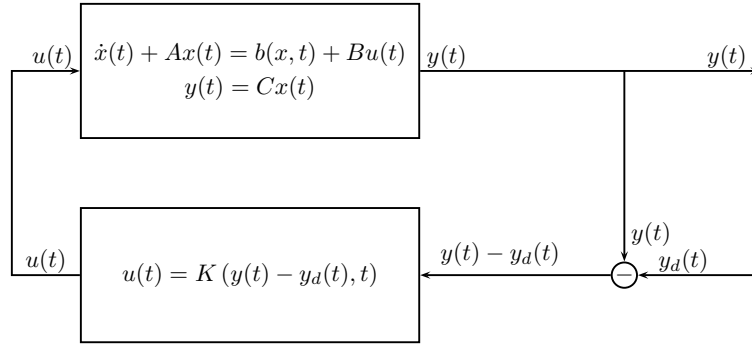 u(t)
ẋ(t) + Ax(t) = b(x, t) + Bu(t)
y(t) = Cx(t)
y(t)
y(t)
y(t)
u(t)
u(t) = K (y(t) − y_d(t), t)
y(t) − y_d(t)
−
y_d(t)